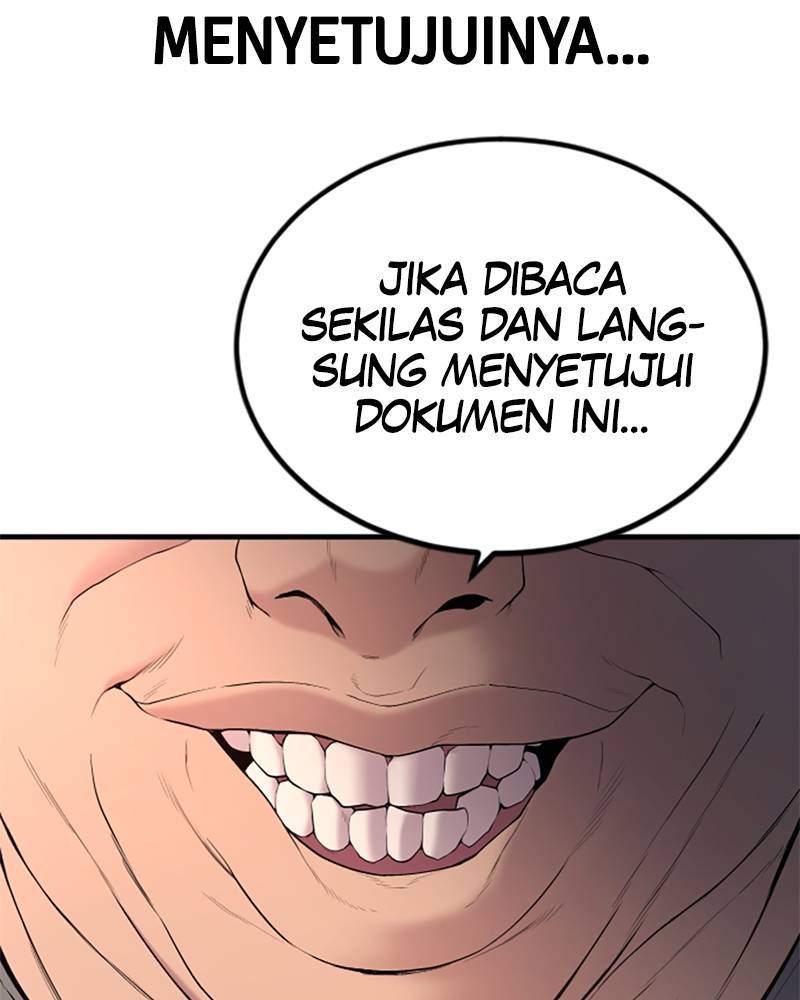 MENYETUJUINYA...
JIKA DIBACA
SEKILAS DAN LANG-
SUNG MENYETUJUI
DOKUMEN INI...